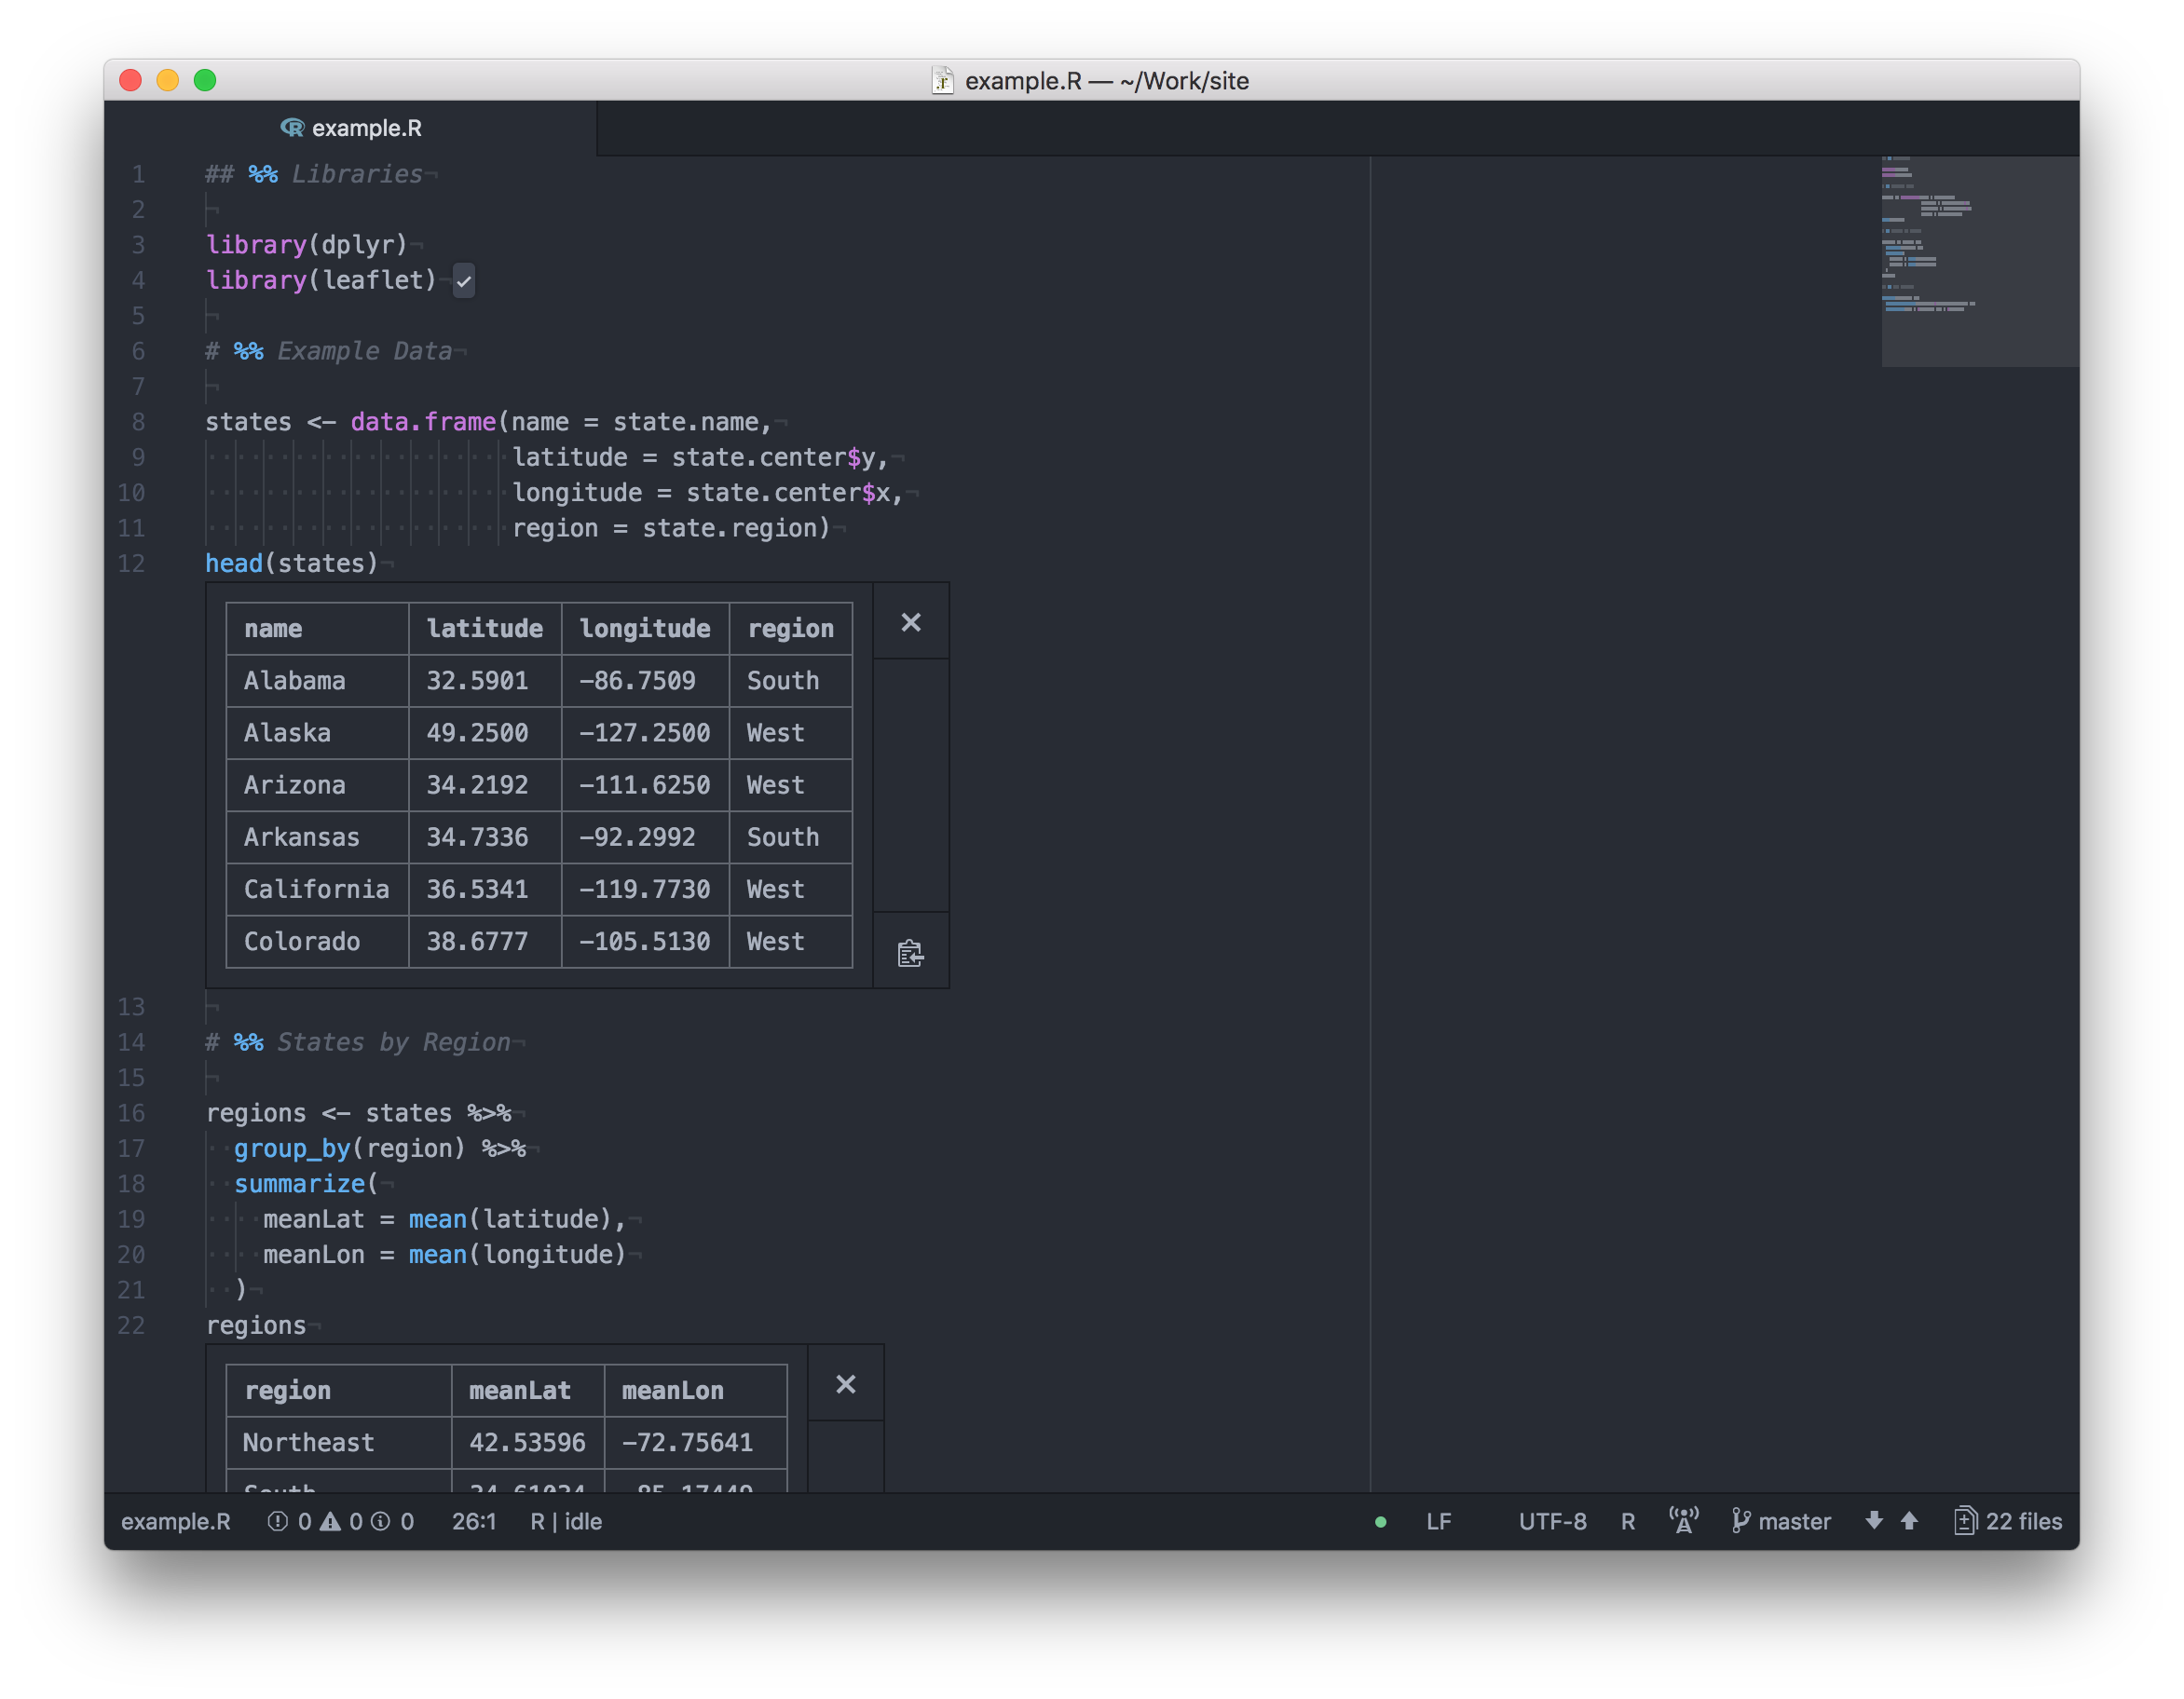 example.R — ~/Work/site
example.R
1 ## %% Libraries
2
3 library(dplyr)
4 library(leaflet)
5
6 # %% Example Data
7
8 states <- data.frame(name = state.name,
9 latitude = state.center$y,
10 longitude = state.center$x,
11 region = state.region)
12 head(states)
name latitude longitude region
Alabama 32.5901 -86.7509 South
Alaska 49.2500 -127.2500 West
Arizona 34.2192 -111.6250 West
Arkansas 34.7336 -92.2992 South
California 36.5341 -119.7730 West
Colorado 38.6777 -105.5130 West
13
14 # %% States by Region
15
16 regions <- states %>%
17 group_by(region) %>%
18 summarize(
19 meanLat = mean(latitude),
20 meanLon = mean(longitude)
21 )
22 regions
region meanLat meanLon
Northeast 42.53596 -72.75641
South
example.R 0 0 0 26:1 R | idle LF UTF-8 R master 22 files